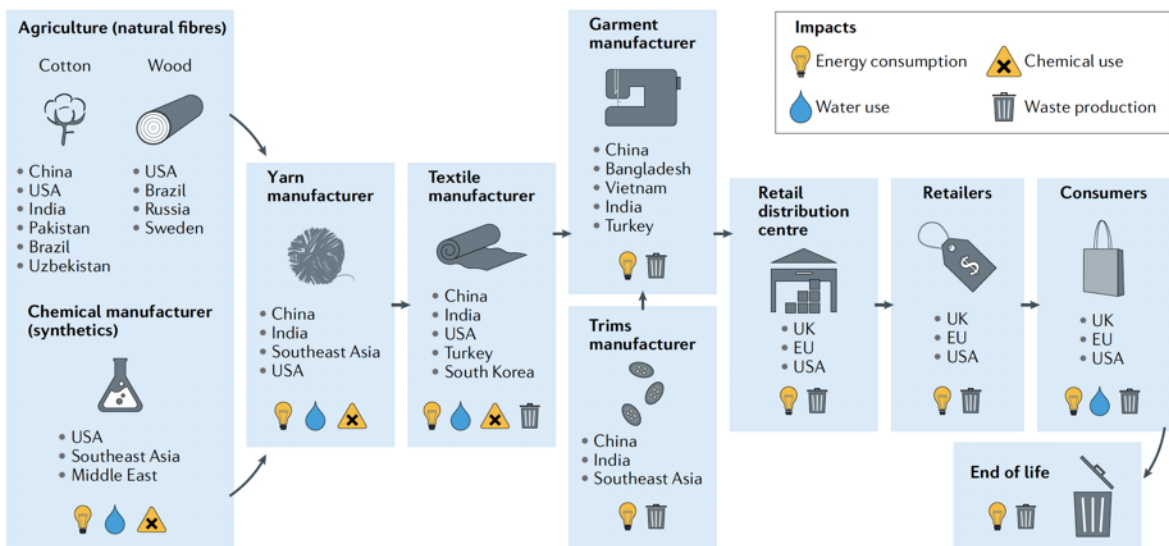 Agriculture (natural fibres)
Cotton
• China
• USA
• India
• Pakistan
• Brazil
• Uzbekistan
Wood
• USA
• Brazil
• Russia
• Sweden
Chemical manufacturer
(synthetics)
• USA
• Southeast Asia
• Middle East
Yarn
manufacturer
• China
• India
• Southeast Asia
• USA
Textile
manufacturer
• China
• India
• USA
• Turkey
• South Korea
Garment
manufacturer
• China
• Bangladesh
• Vietnam
• India
• Turkey
Trims
manufacturer
• China
• India
• Southeast Asia
Retail
distribution
centre
• UK
• EU
• USA
Retailers
$
• UK
• EU
• USA
Consumers
• UK
• EU
• USA
End of life
Impacts
Energy consumption
Chemical use
Water use
Waste production